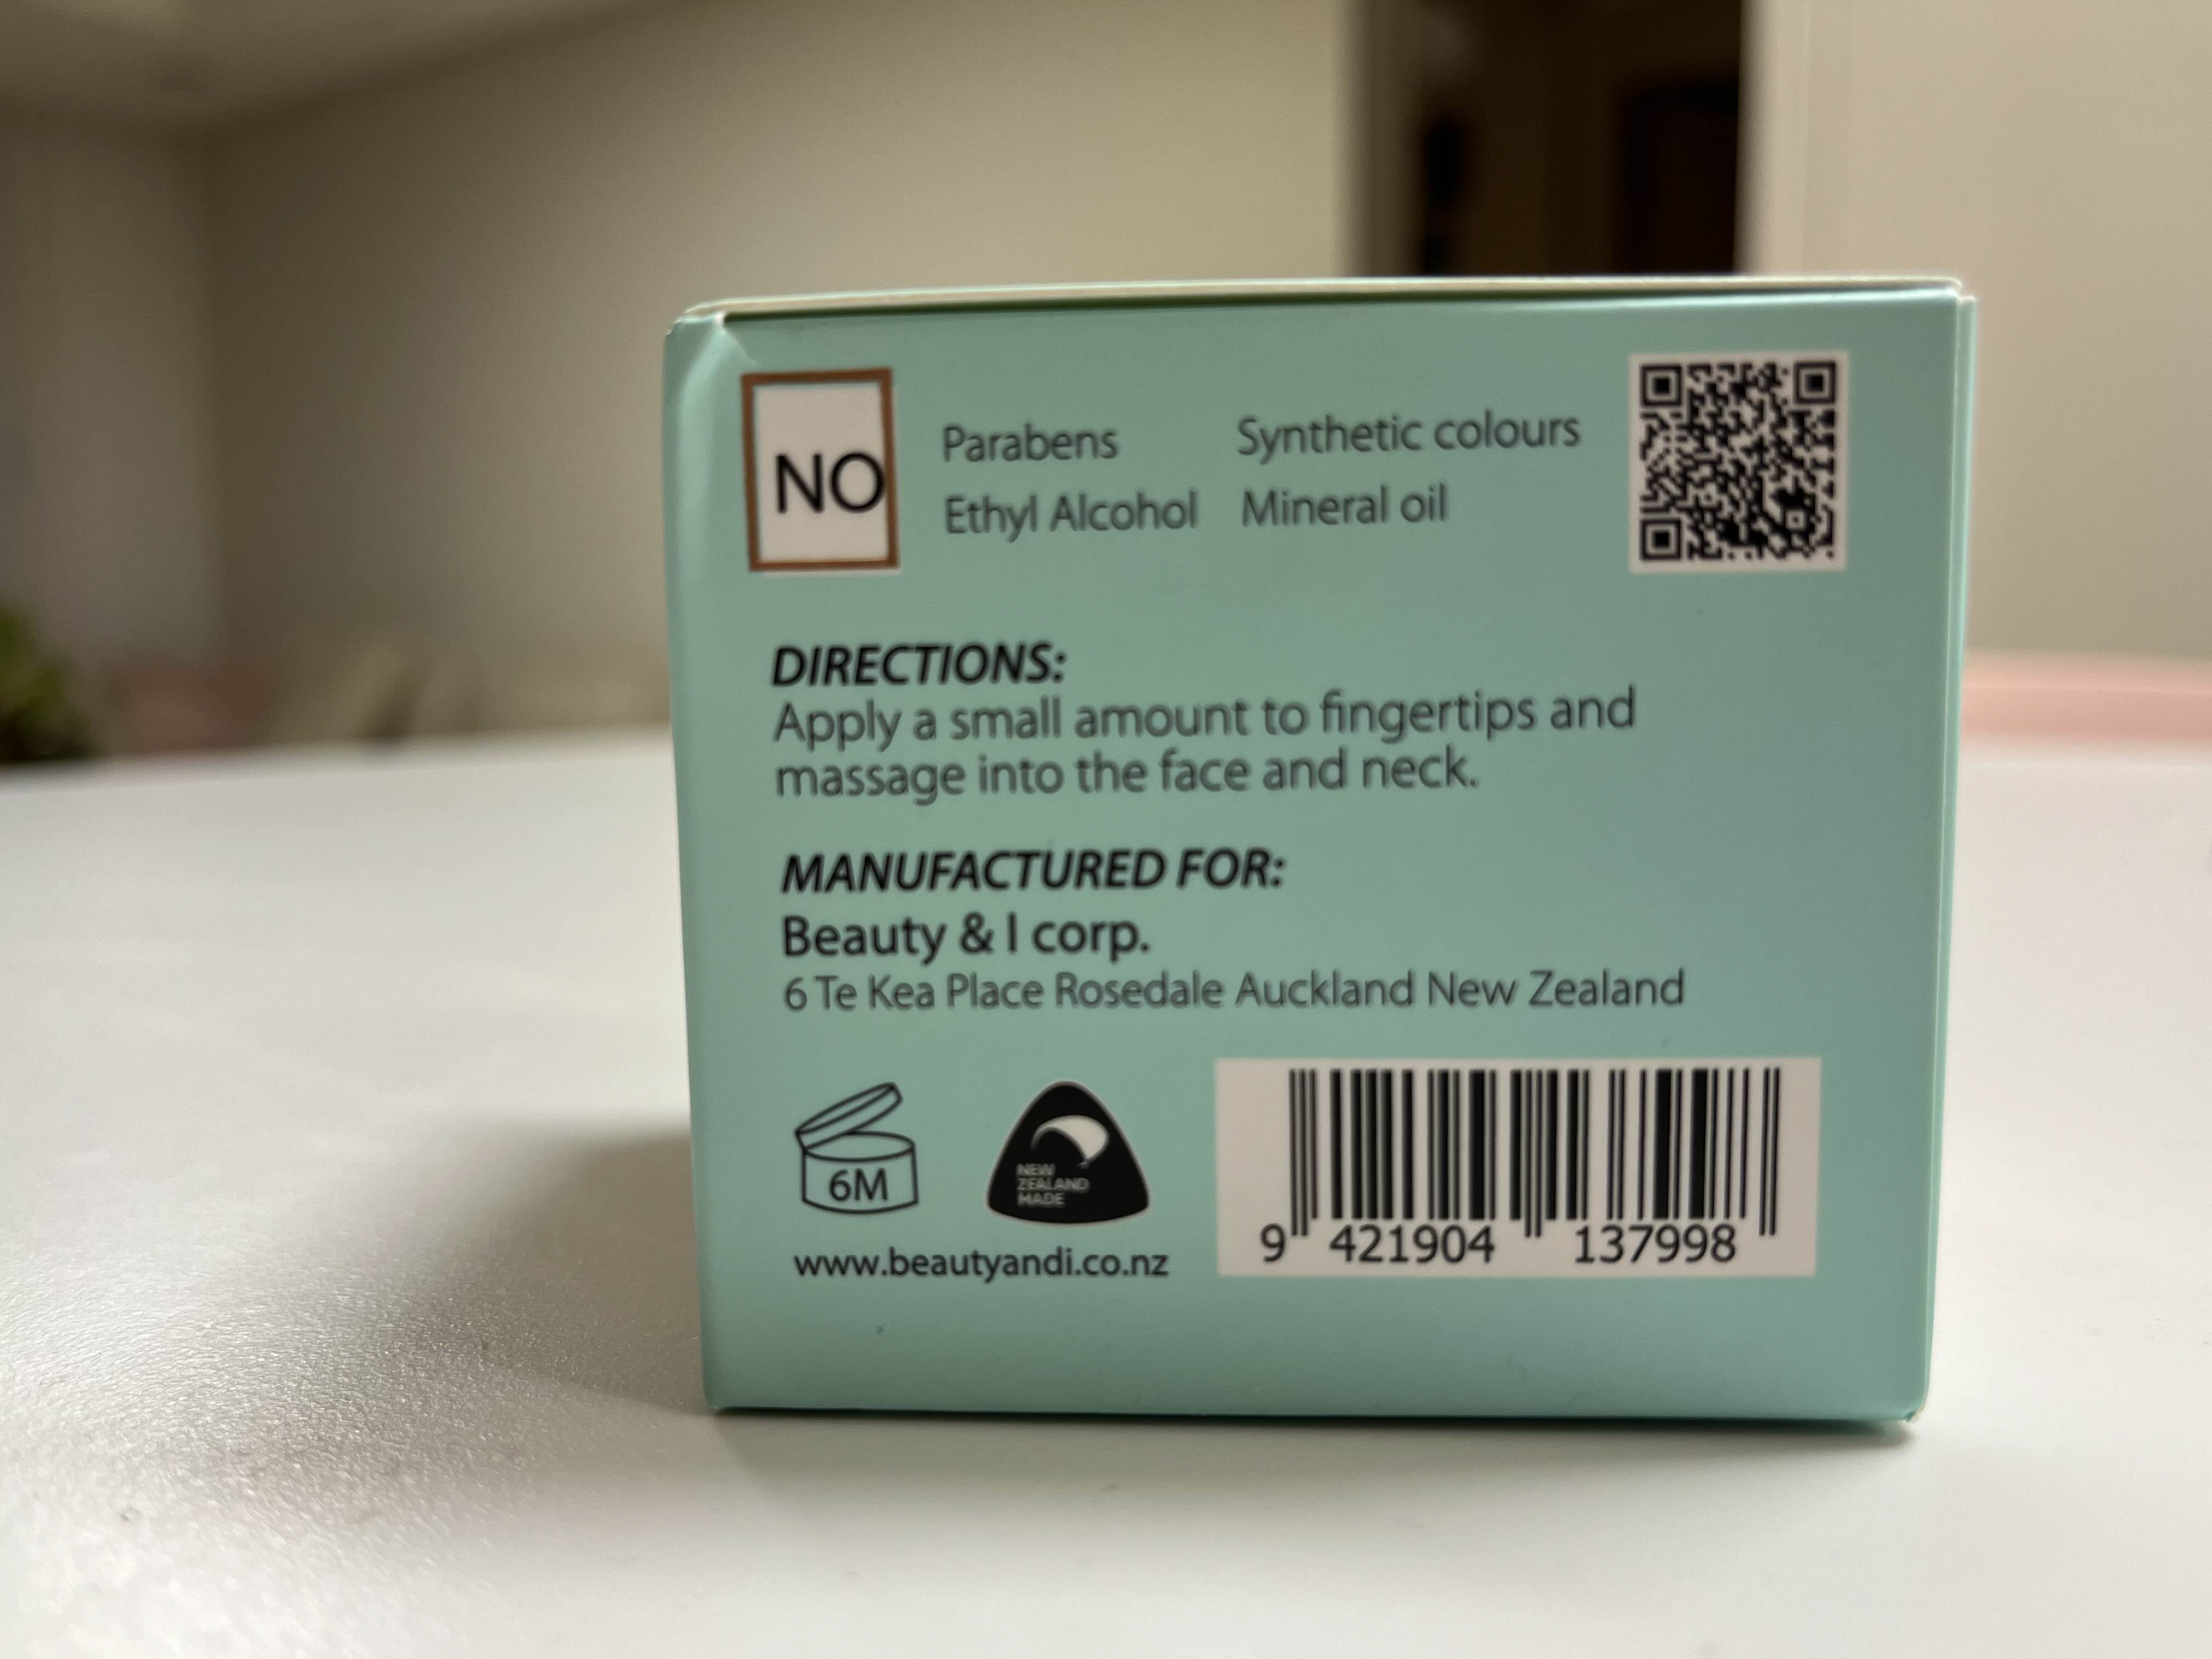 NO
Parabens Synthetic colours
Ethyl Alcohol Mineral oil
DIRECTIONS:
Apply a small amount to fingertips and
massage into the face and neck.
MANUFACTURED FOR:
Beauty & I corp.
6 Te Kea Place Rosedale Auckland New Zealand
6M
NEW
ZEALAND
MADE
www.beautyandi.co.nz
9 421904 137998